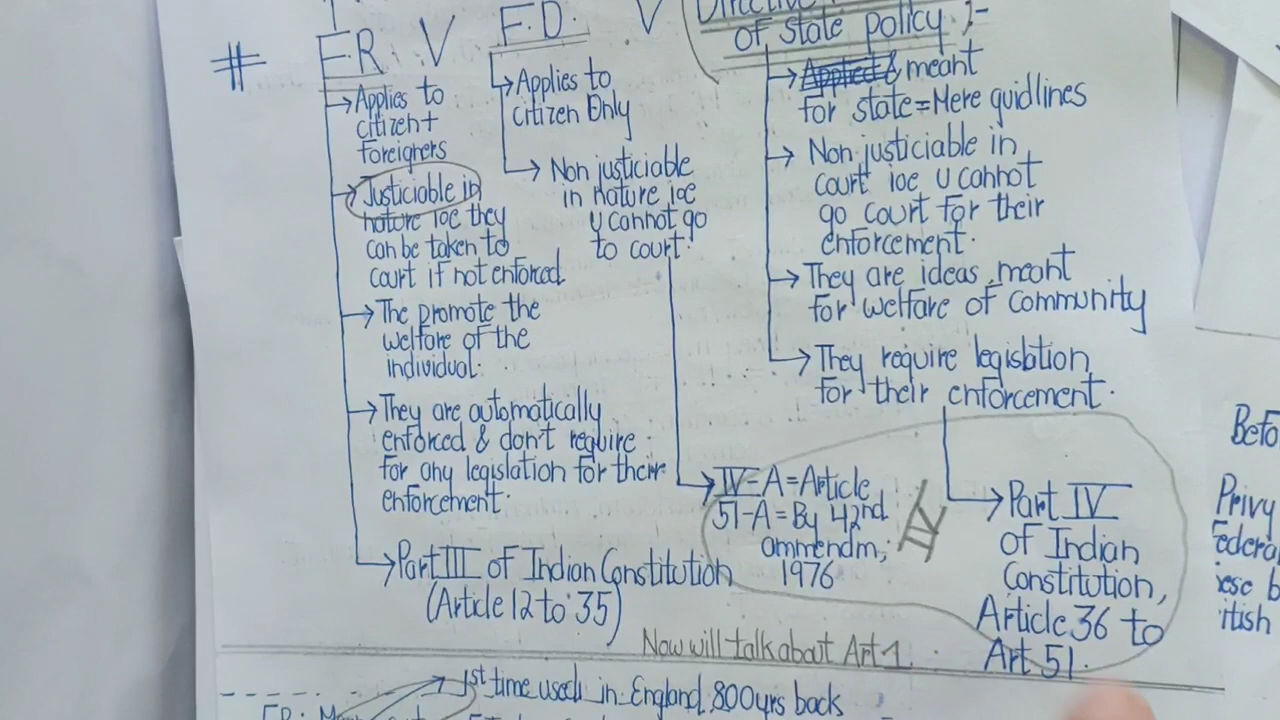 # F.R V F.D. V Directive
of state policy :-
→ Applies to
citizen +
foreigners
→ Justiciable in
nature ioe they
can be taken to
court if not enforced
→ The promote the
welfare of the
individual.
→ They are automatically
enforced & don't require
for any legislation for their
enforcement.
→ Part III of Indian Constitution
(Article 12 to 35)
→ Applies to
citizen Only
→ Non justiciable
in nature ioe
u cannot go
to court.
→ IV-A = Article
51-A = By 42nd
ammendm,
1976
IV
→ Applied & meant
for state = Mere guidlines
→ Non justiciable in
court ioe u cannot
go court for their
enforcement.
→ They are ideas, meant
for welfare of community
→ They require legislation
for their enforcement.
→ Part IV
of Indian
Constitution,
Article 36 to
Art 51.
Now will talk about Art 1.
→ 1st time used in England 800yrs back
Befo
Privy
Federa
itish